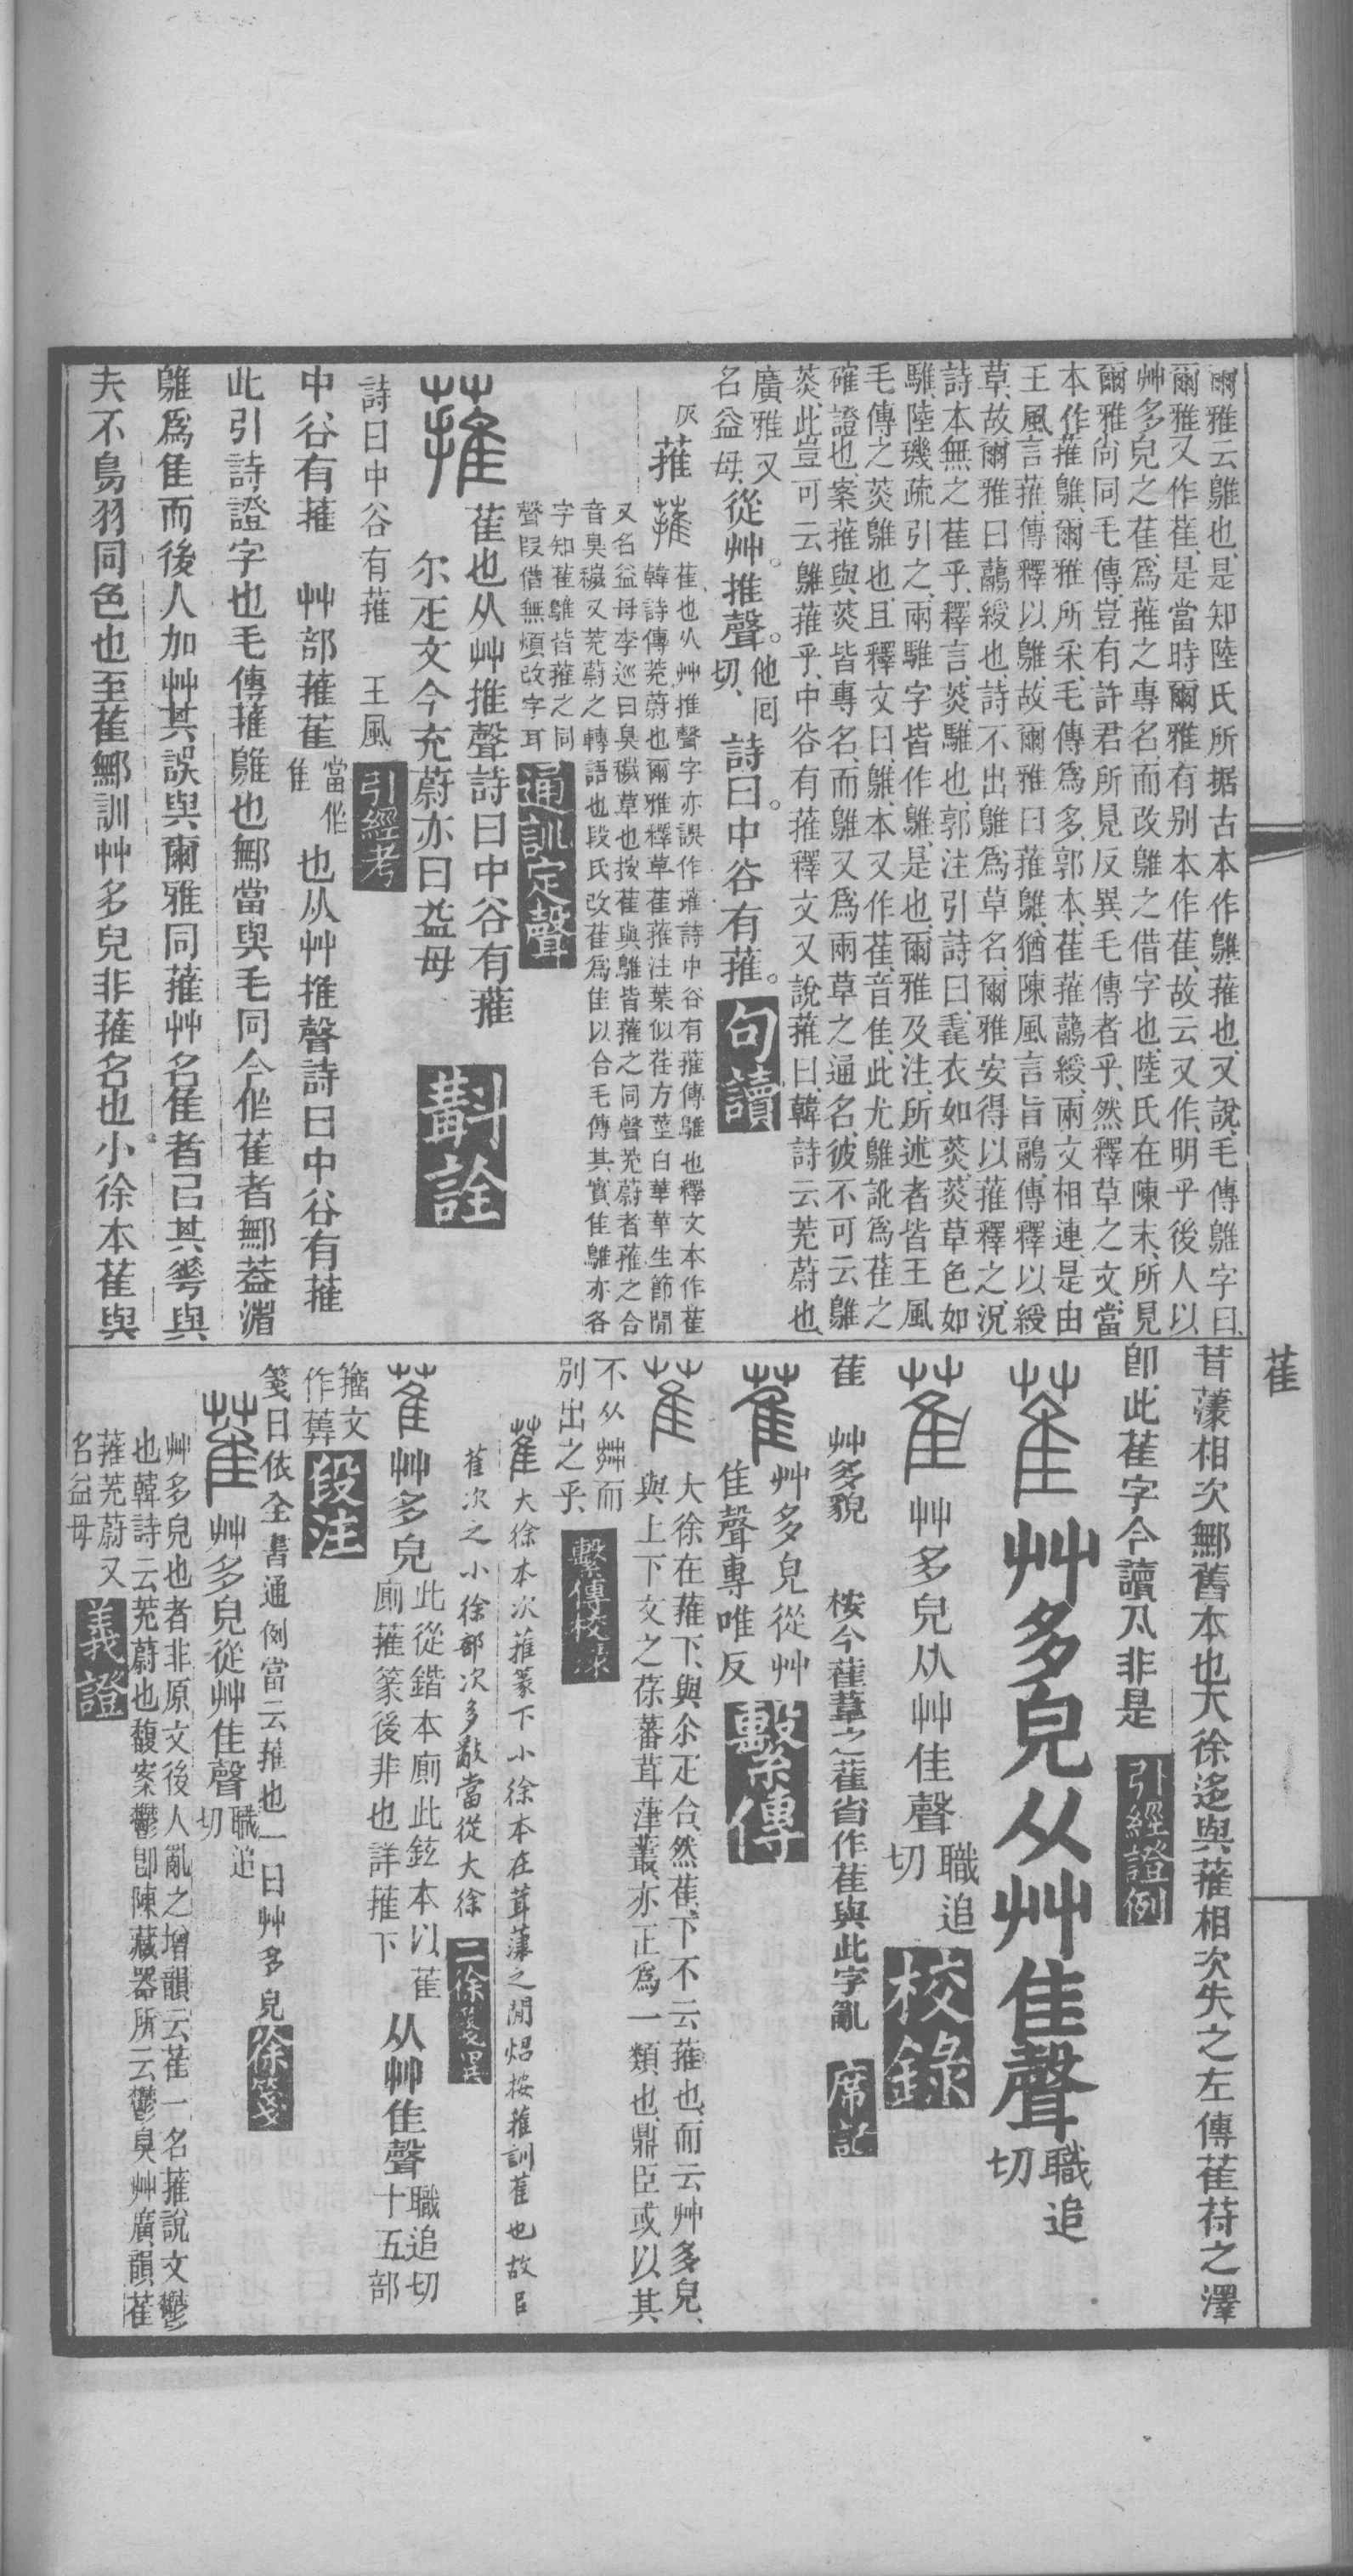 爾雅云鵻也、是知陸氏所据古本作鵻蓷也、又說、毛傳鵻字曰、
爾雅又作萑、是當時爾雅有別本作萑、故云又作、明乎後人以
艸多皃之萑、爲蓷之專名、而改鵻之借字也、陸氏在陳末、所見
爾雅尚同毛傳、豈有許君所見反異毛傳者乎、然釋草之文、當
本作蓷鵻、爾雅所采、毛傳爲多、郭本、萑蓷虉綬、兩文相連、是由
王風言蓷、傳釋以鵻、故爾雅曰蓷鵻、猶陳風言旨鷊、傳釋以綬
草、故爾雅曰虉綬也、詩不出鵻爲草名、爾雅安得以蓷釋之、況
詩本無之萑乎、釋言、菼騅也、郭注引詩曰、毳衣如菼、菼草色如
騅、陸璣疏引之、兩騅字皆作鵻、是也、爾雅及注、所述者皆王風
毛傳之菼鵻也、且釋文曰、鵻本又作萑、音隹、此尤鵻訛爲萑之
確證也、案蓷與菼皆專名、而鵻又爲兩草之通名、彼不可云鵻
菼、此豈可云鵻蓷乎、中谷有蓷釋文又說蓷曰、韓詩云茺蔚也
廣雅又
名益母、從艸。推聲。他回
切、詩曰。中谷有蓷。句讀
灰 蓷 蓷 萑也从艸推聲字亦誤作蓷詩中谷有蓷傳鵻也釋文本作萑
韓詩傳茺蔚也爾雅釋草萑蓷注葉似荏方莖白華華生節閒
又名益母李巡曰臭穢草也按萑與鵻皆蓷之同聲茺蔚者蓷之合
音臭穢又茺蔚之轉語也段氏改萑爲隹以合毛傳其實隹鵻亦各
字知萑鵻皆蓷之同
聲叚借無煩改字耳 通訓定聲
蓷 萑也从艸推聲詩曰中谷有蓷
尒疋文今充蔚亦曰益母 斠詮
詩曰中谷有蓷 王風 引經考
中谷有蓷 艸部蓷萑當作
隹也从艸推聲詩曰中谷有蓷
此引詩證字也毛傳蓷鵻也鄦當與毛同今作萑者鄦葢淆
鵻爲隹而後人加艸其誤與爾雅同蓷艸名隹者㠯其㝬與
夫不鳥羽同色也至萑鄦訓艸多皃非蓷名也小徐本萑與
萑
茸䔽相次鄦舊本也大徐迻與蓷相次失之左傳萑苻之澤
卽此萑字今讀丸非是 引經證例
萑 艸多皃从艸隹聲職追
切
萑 艸多皃从艸隹聲職追
切 校錄
萑 艸多貌 桉今雚葦之雚省作萑與此字亂 席記
萑 艸多皃從艸
隹聲專唯反 繫傳
萑 大徐在蓷下、與尒疋合、然萑下不云蓷也、而云艸多皃、
與上下文之葆蕃茸葏叢、亦正爲一類也、鼎臣或以其
不从艸而
別出之乎、 繫傳校錄
萑 大徐本次蓷篆下小徐本在茸䔽之閒炤按蓷訓萑也故㠯
萑次之小徐部次多散當從大徐 二徐箋異
萑 艸多皃此從鍇本廁此鉉本以萑
廁蓷篆後非也詳蓷下从艸隹聲職追切
十五部
籀文
作 段注
箋曰依全書通例當云蓷也一曰艸多皃 徐箋
萑 艸多皃從艸隹聲職追
切
艸多皃也者非原文後人亂之增韻云萑一名蓷說文鬱
也韓詩云茺蔚也馥案鬱卽陳藏器所云鬱臭艸廣韻萑
蓷茺蔚又
名益母 義證